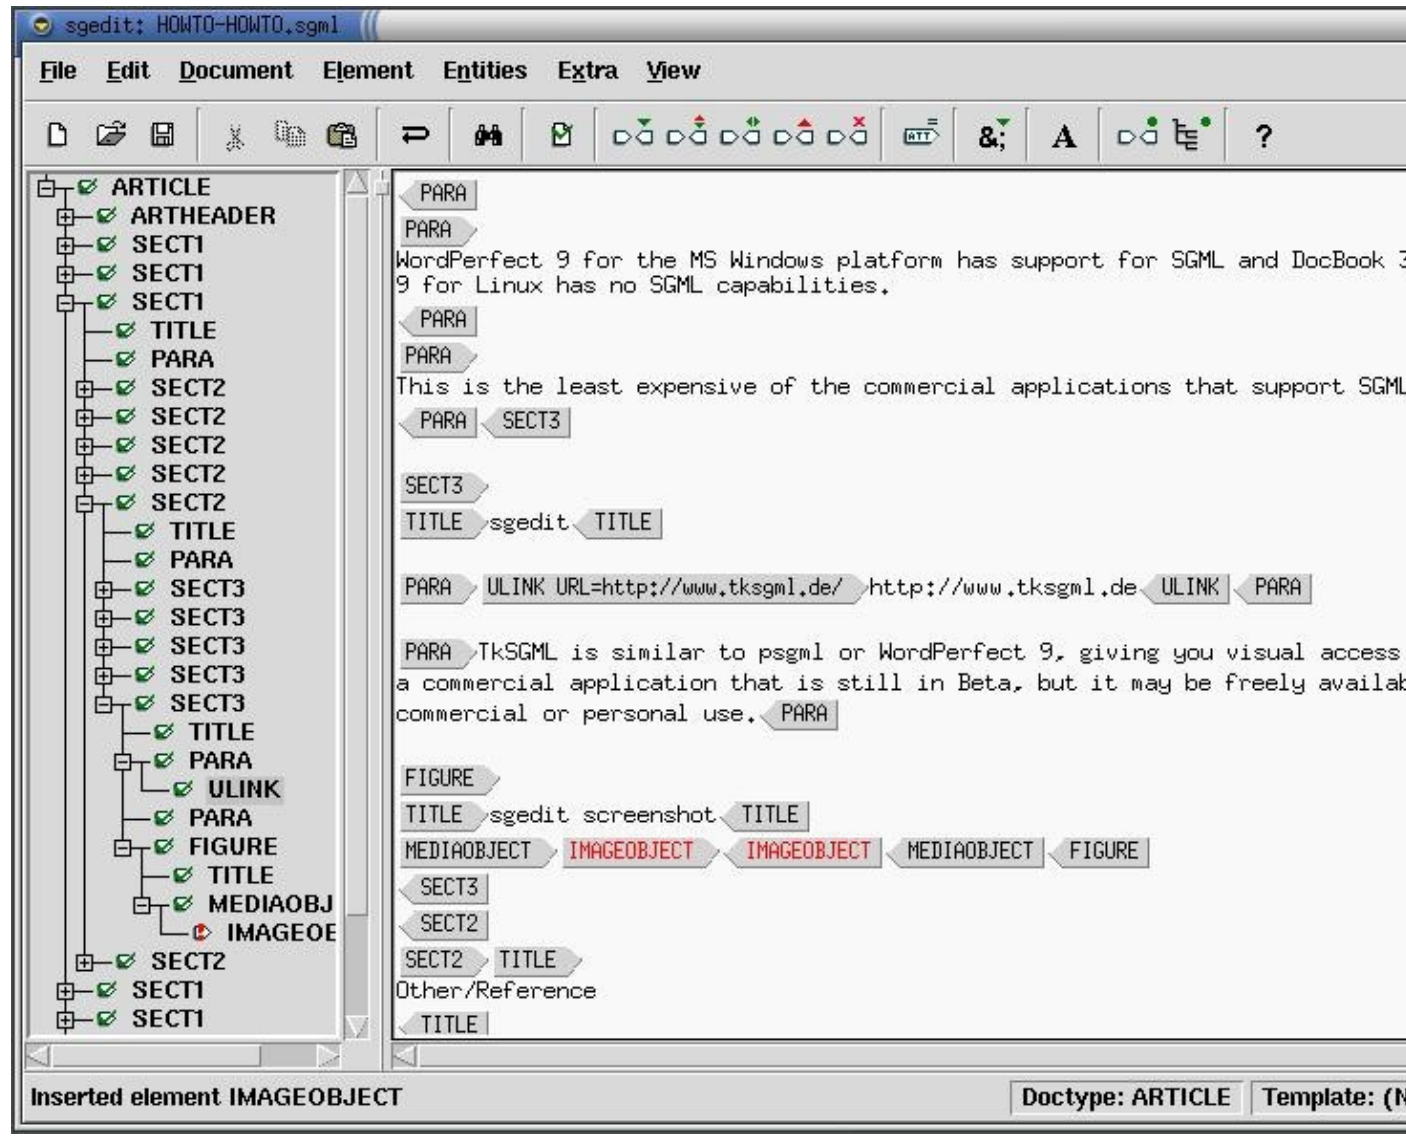 sgedit: HOWTO-HOWTO.sgml
File Edit Document Element Entities Extra View
ATT &; A ?
ARTICLE
ARTHEADER
SECT1
SECT1
SECT1
TITLE
PARA
SECT2
SECT2
SECT2
SECT2
SECT2
TITLE
PARA
SECT3
SECT3
SECT3
SECT3
SECT3
TITLE
PARA
ULINK
PARA
FIGURE
TITLE
MEDIAOBJ
IMAGEOE
SECT2
SECT1
SECT1
PARA
PARA
WordPerfect 9 for the MS Windows platform has support for SGML and DocBook 3
9 for Linux has no SGML capabilities.
PARA
PARA
This is the least expensive of the commercial applications that support SGML
PARA SECT3
SECT3
TITLE sgedit TITLE
PARA ULINK URL=http://www.tksgml.de/ http://www.tksgml.de ULINK PARA
PARA TkSGML is similar to psgml or WordPerfect 9, giving you visual access
a commercial application that is still in Beta, but it may be freely availab
commercial or personal use. PARA
FIGURE
TITLE sgedit screenshot TITLE
MEDIAOBJECT IMAGEOBJECT IMAGEOBJECT MEDIAOBJECT FIGURE
SECT3
SECT2
SECT2 TITLE
Other/Reference
TITLE
Inserted element IMAGEOBJECT Doctype: ARTICLE Template: (N